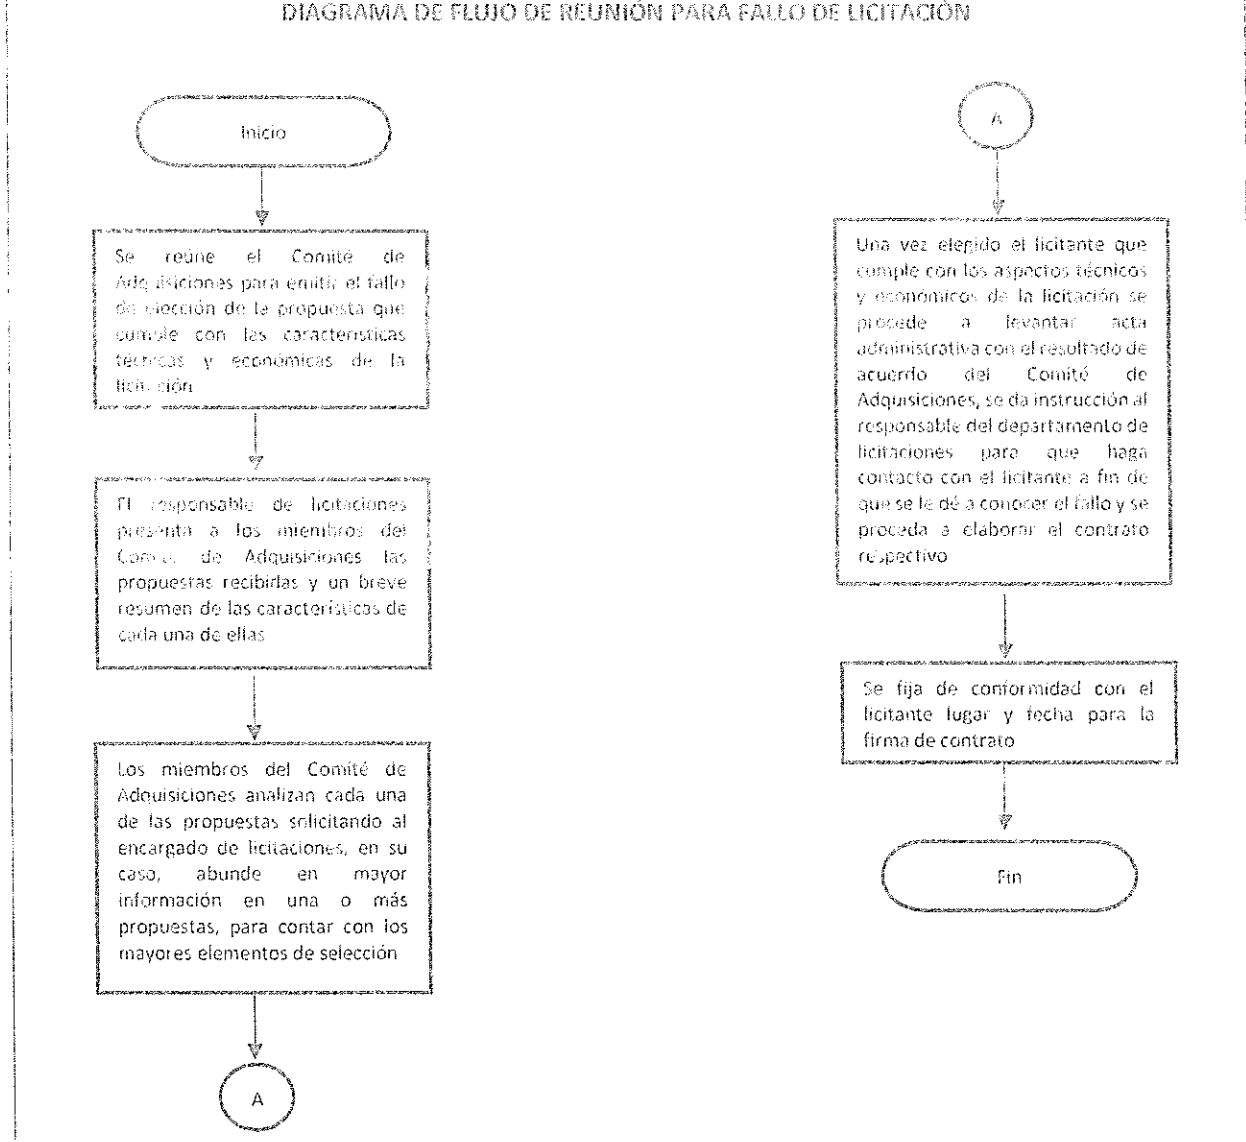 DIAGRAMA DE FLUJO DE REUNIÓN PARA FALLO DE LICITACIÓN
Inicio
Se reúne el Comité de
Adquisiciones para emitir el fallo
de elección de la propuesta que
cumple con las características
técnicas y económicas de la
licitación
El responsable de licitaciones
presenta a los miembros del
Comité de Adquisiciones las
propuestas recibidas y un breve
resumen de las características de
cada una de ellas
Los miembros del Comité de
Adquisiciones analizan cada una
de las propuestas solicitando al
encargado de licitaciones, en su
caso, abunde en mayor
información en una o más
propuestas, para contar con los
mayores elementos de selección
A
A
Una vez elegido el licitante que
cumple con los aspectos técnicos
y económicos de la licitación se
procede a levantar acta
administrativa con el resultado de
acuerdo del Comité de
Adquisiciones, se da instrucción al
responsable del departamento de
licitaciones para que haga
contacto con el licitante a fin de
que se le dé a conocer el fallo y se
proceda a elaborar el contrato
respectivo
Se fija de conformidad con el
licitante lugar y fecha para la
firma de contrato
Fin